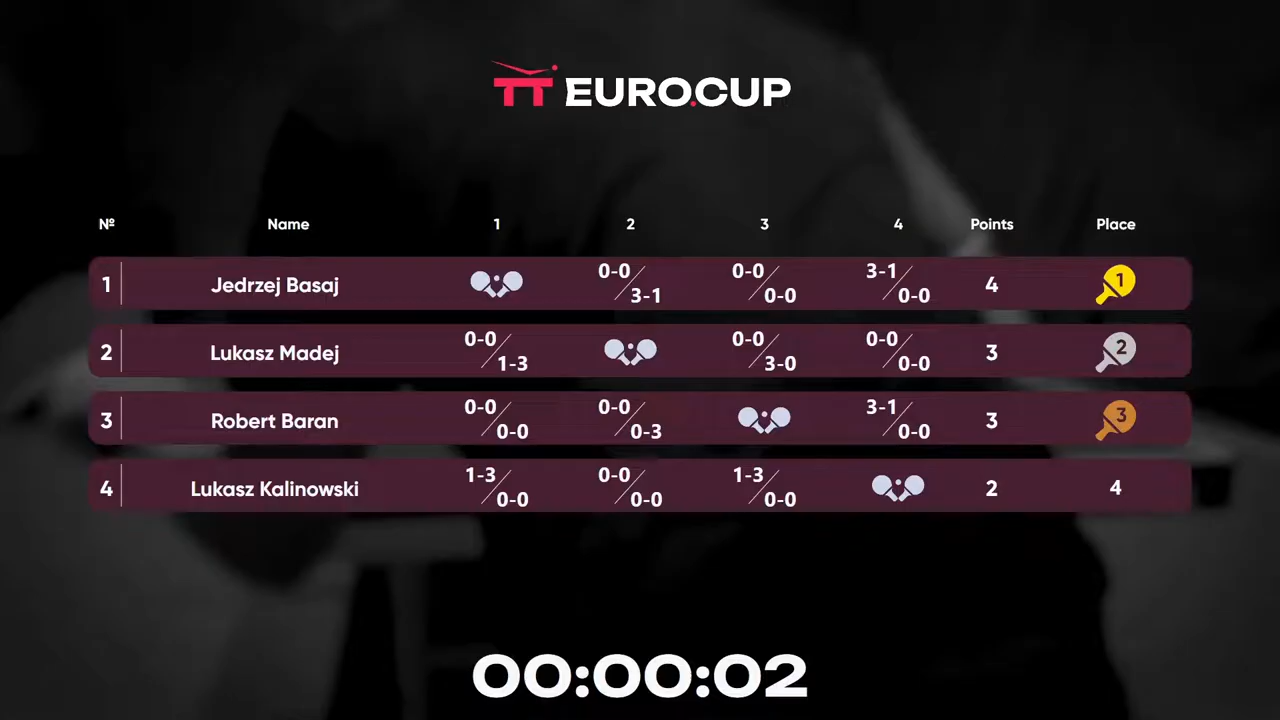 TT EURO.CUP
№ Name 1 2 3 4 Points Place
1 Jedrzej Basaj 0-0/3-1 0-0/0-0 3-1/0-0 4 1
2 Lukasz Madej 0-0/1-3 0-0/3-0 0-0/0-0 3 2
3 Robert Baran 0-0/0-0 0-0/0-3 3-1/0-0 3 3
4 Lukasz Kalinowski 1-3/0-0 0-0/0-0 1-3/0-0 2 4
00:00:02